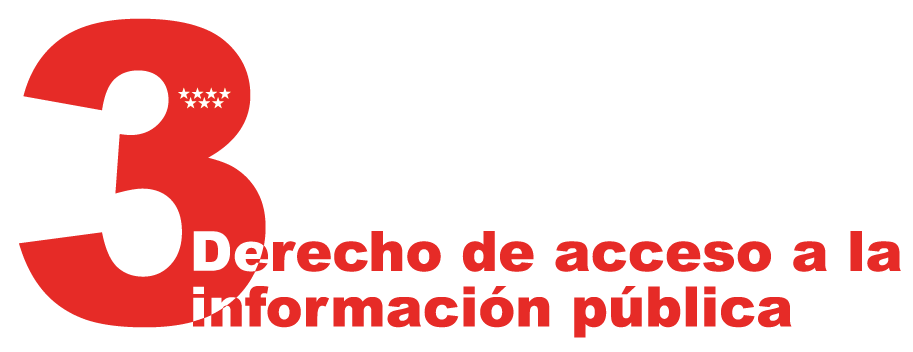 3
Derecho de acceso a la
información pública